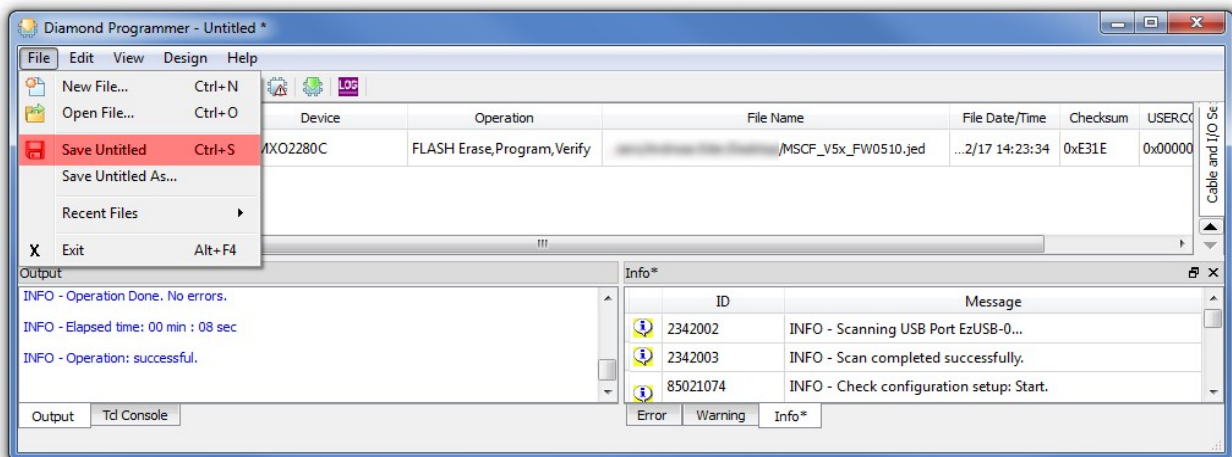 Diamond Programmer - Untitled *
File Edit View Design Help
New File... Ctrl+N
Open File... Ctrl+O
Save Untitled Ctrl+S
Save Untitled As...
Recent Files
X Exit Alt+F4
LOG
Device Operation File Name File Date/Time Checksum USERCO
MXO2280C FLASH Erase,Program,Verify /MSCF_V5x_FW0510.jed ...2/17 14:23:34 0xE31E 0x00000
Cable and I/O Se
Output
INFO - Operation Done. No errors.
INFO - Elapsed time: 00 min : 08 sec
INFO - Operation: successful.
Output Tcl Console
Info*
ID Message
2342002 INFO - Scanning USB Port EzUSB-0...
2342003 INFO - Scan completed successfully.
85021074 INFO - Check configuration setup: Start.
Error Warning Info*